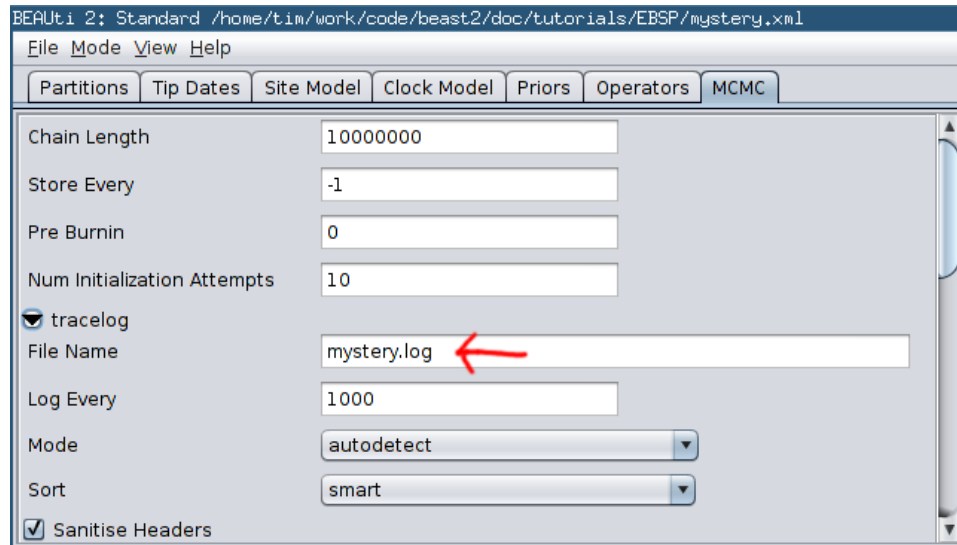 BEAUti 2: Standard /home/tim/work/code/beast2/doc/tutorials/EBSP/mystery.xml
File Mode View Help
Partitions Tip Dates Site Model Clock Model Priors Operators MCMC
Chain Length 10000000
Store Every -1
Pre Burnin 0
Num Initialization Attempts 10
tracelog
File Name mystery.log
Log Every 1000
Mode autodetect
Sort smart
Sanitise Headers